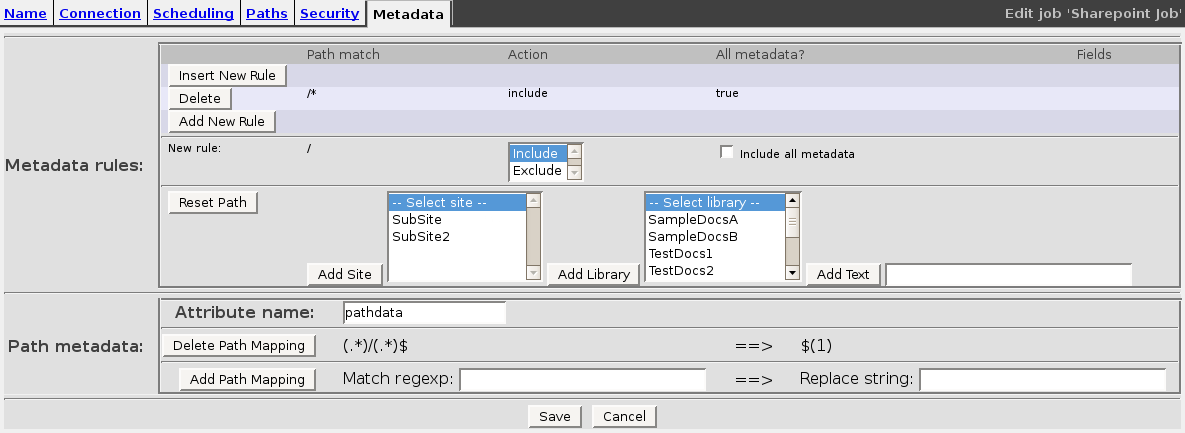 Name Connection Scheduling Paths Security Metadata Edit job 'Sharepoint Job'
Path match Action All metadata? Fields
Insert New Rule
Delete /* include true
Add New Rule
Metadata rules:
New rule: / Include Include all metadata
Exclude
Reset Path -- Select site -- -- Select library --
SubSite SampleDocsA
SubSite2 SampleDocsB
TestDocs1
Add Site Add Library TestDocs2 Add Text
Attribute name: pathdata
Path metadata: Delete Path Mapping (.*)/(.*)$ ==> $(1)
Add Path Mapping Match regexp: ==> Replace string:
Save Cancel